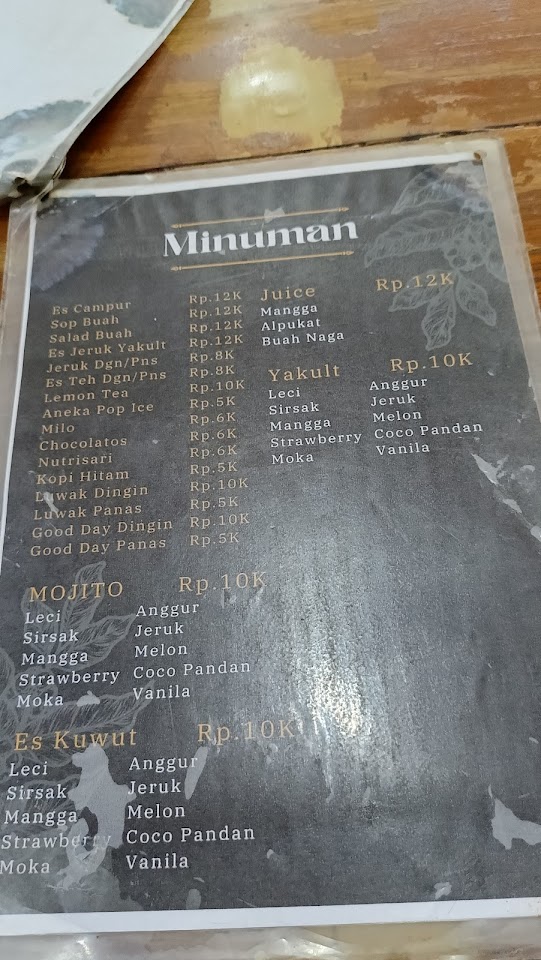 Minuman
Es Campur Rp.12K
Sop Buah Rp.12K
Salad Buah Rp.12K
Es Jeruk Yakult Rp.12K
Jeruk Dgn/Pns Rp.8K
Es Teh Dgn/Pns Rp.8K
Lemon Tea Rp.10K
Aneka Pop Ice Rp.5K
Milo Rp.6K
Chocolatos Rp.6K
Nutrisari Rp.6K
Kopi Hitam Rp.5K
Luwak Dingin Rp.10K
Luwak Panas Rp.5K
Good Day Dingin Rp.10K
Good Day Panas Rp.5K
Juice Rp.12K
Mangga
Alpukat
Buah Naga
Yakult Rp.10K
Leci Anggur
Sirsak Jeruk
Mangga Melon
Strawberry Coco Pandan
Moka Vanila
MOJITO Rp.10K
Leci Anggur
Sirsak Jeruk
Mangga Melon
Strawberry Coco Pandan
Moka Vanila
Es Kuwut Rp.10K
Leci Anggur
Sirsak Jeruk
Mangga Melon
Strawberry Coco Pandan
Moka Vanila